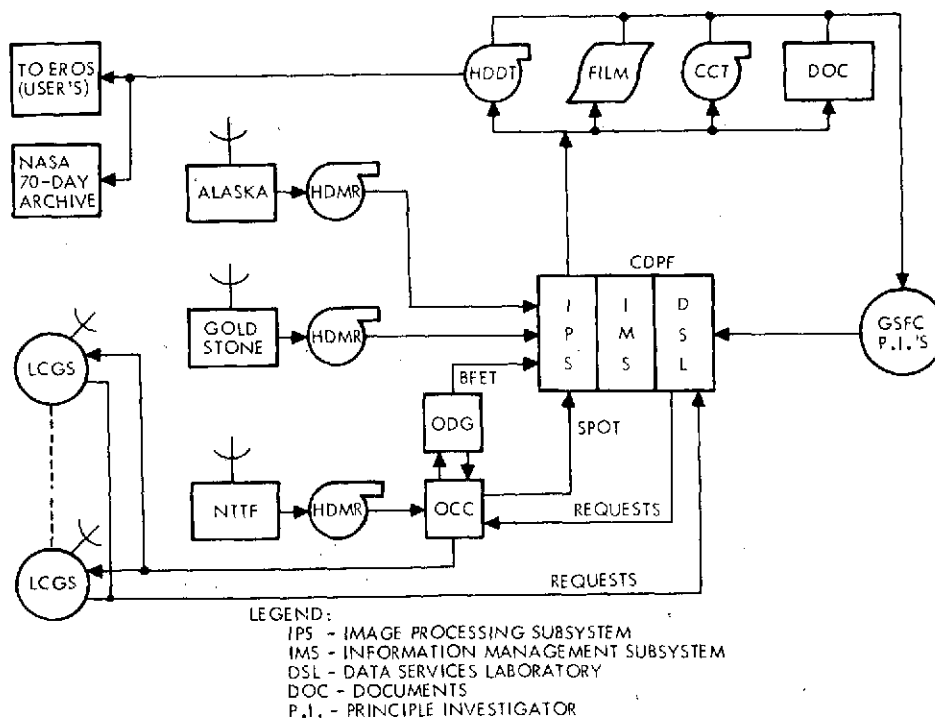 TO EROS
(USER'S)
HDDT
FILM
CCT
DOC
NASA
70-DAY
ARCHIVE
ALASKA
HDMR
CDPF
GOLD
STONE
HDMR
I
P
S
I
M
S
D
S
L
GSFC
P.I.'S
LCGS
BFET
ODG
SPOT
NTTF
HDMR
OCC
REQUESTS
LCGS
REQUESTS
LEGEND:
IPS - IMAGE PROCESSING SUBSYSTEM
IMS - INFORMATION MANAGEMENT SUBSYSTEM
DSL - DATA SERVICES LABORATORY
DOC - DOCUMENTS
P.I. - PRINCIPLE INVESTIGATOR